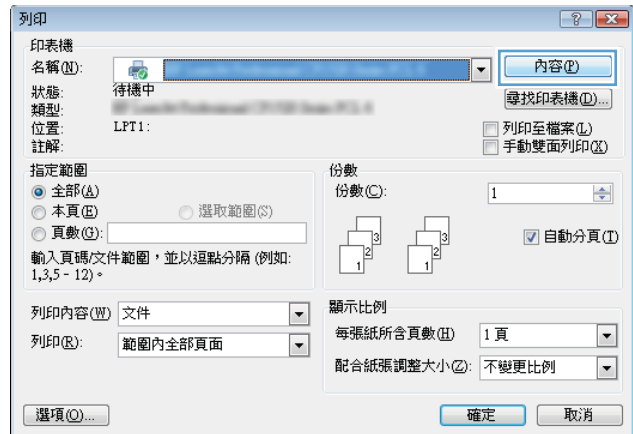 列印
印表機
名稱(N):
內容(P)
狀態: 待機中
類型:
尋找印表機(D)...
位置: LPT1:
註解:
列印至檔案(L)
手動雙面列印(X)
指定範圍
全部(A)
本頁(E) 選取範圍(S)
頁數(G):
輸入頁碼/文件範圍，並以逗點分隔 (例如:
1,3,5 - 12)。
份數
份數(C): 1
3 3
2 2
1 1
自動分頁(T)
列印內容(W) 文件
列印(R): 範圍內全部頁面
顯示比例
每張紙所含頁數(H) 1 頁
配合紙張調整大小(Z): 不變更比例
選項(O)... 確定 取消